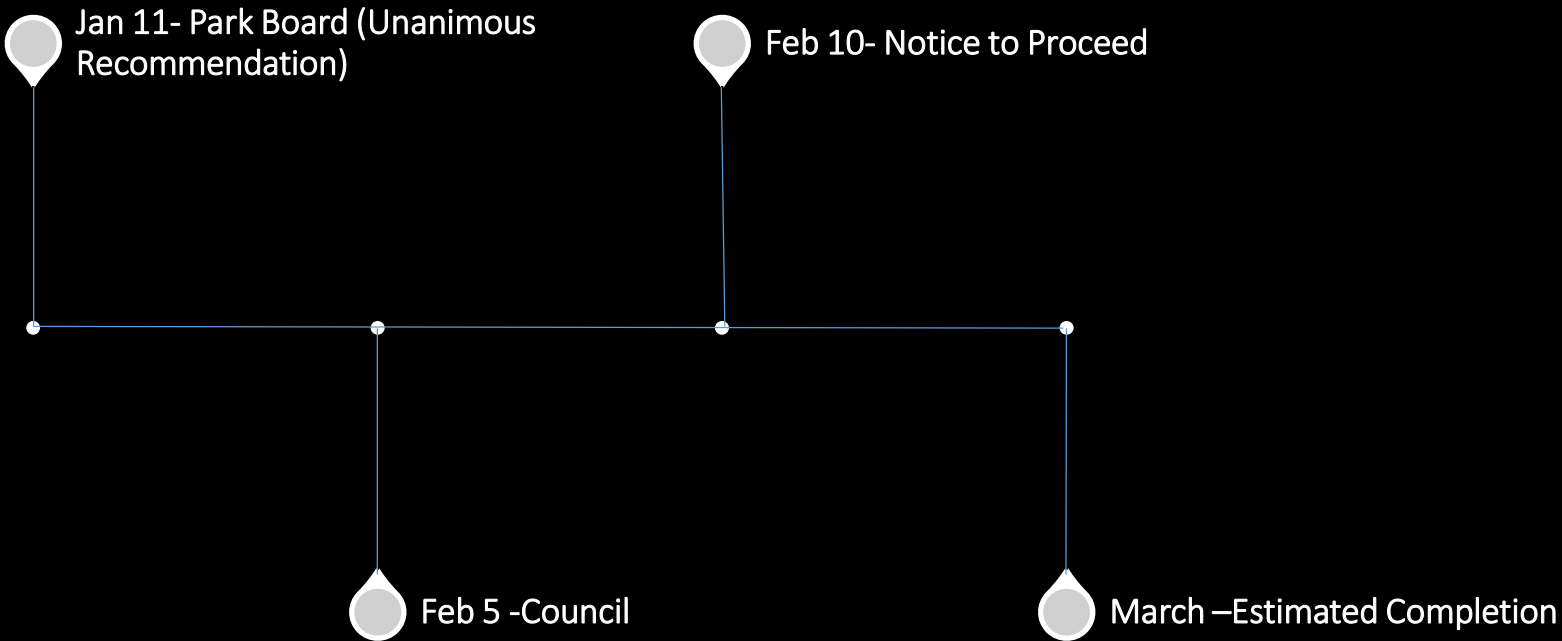 Jan 11- Park Board (Unanimous
Recommendation)
Feb 5 -Council
Feb 10- Notice to Proceed
March –Estimated Completion